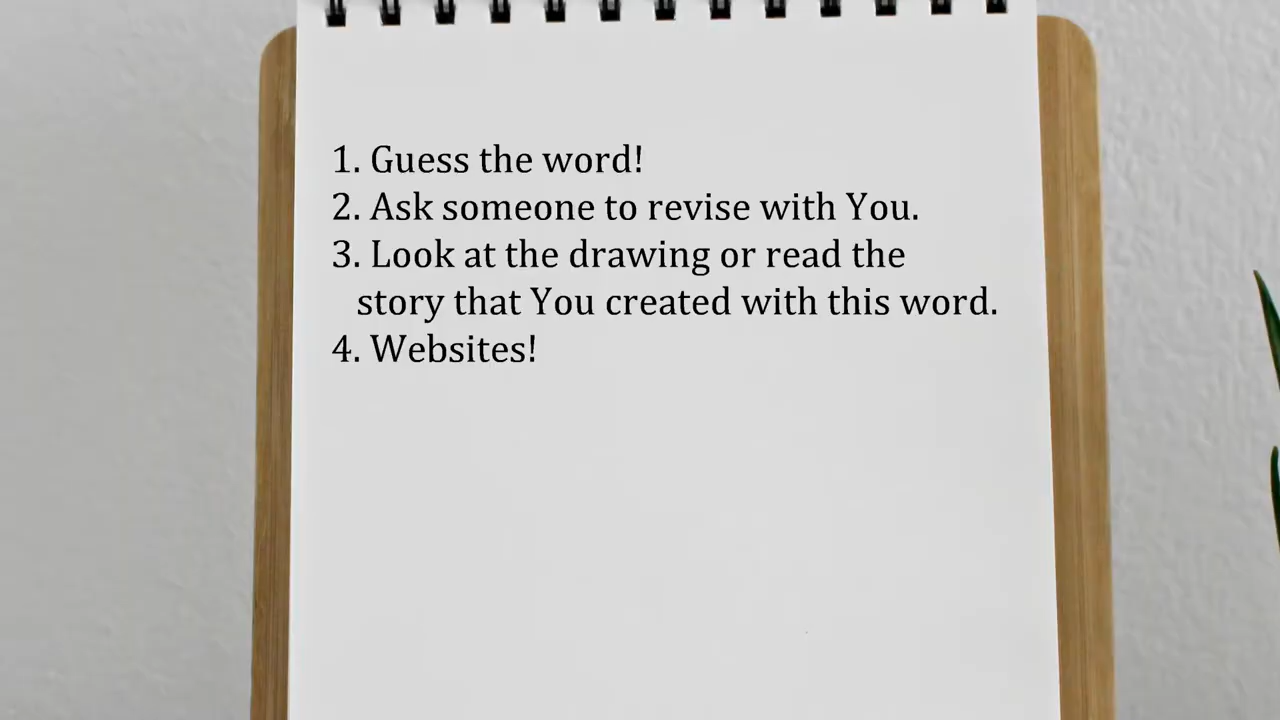 1. Guess the word!
2. Ask someone to revise with You.
3. Look at the drawing or read the
story that You created with this word.
4. Websites!